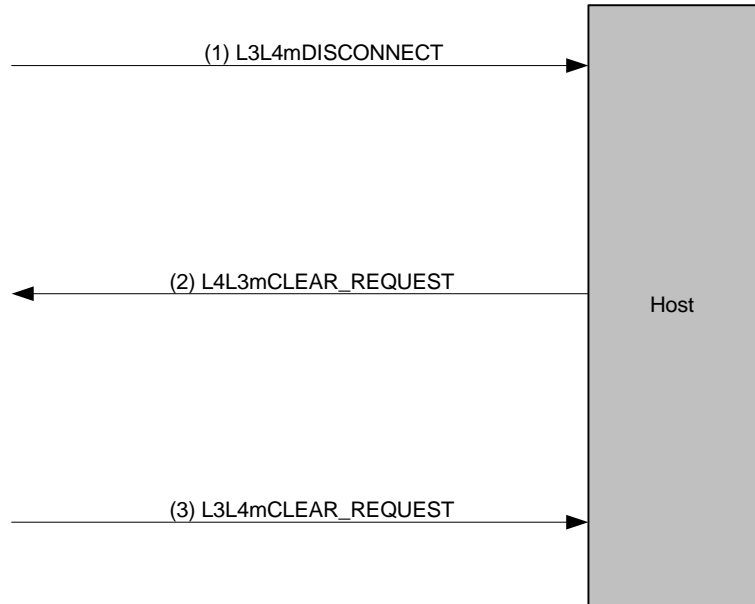 (1) L3L4mDISCONNECT
(2) L4L3mCLEAR_REQUEST
Host
(3) L3L4mCLEAR_REQUEST